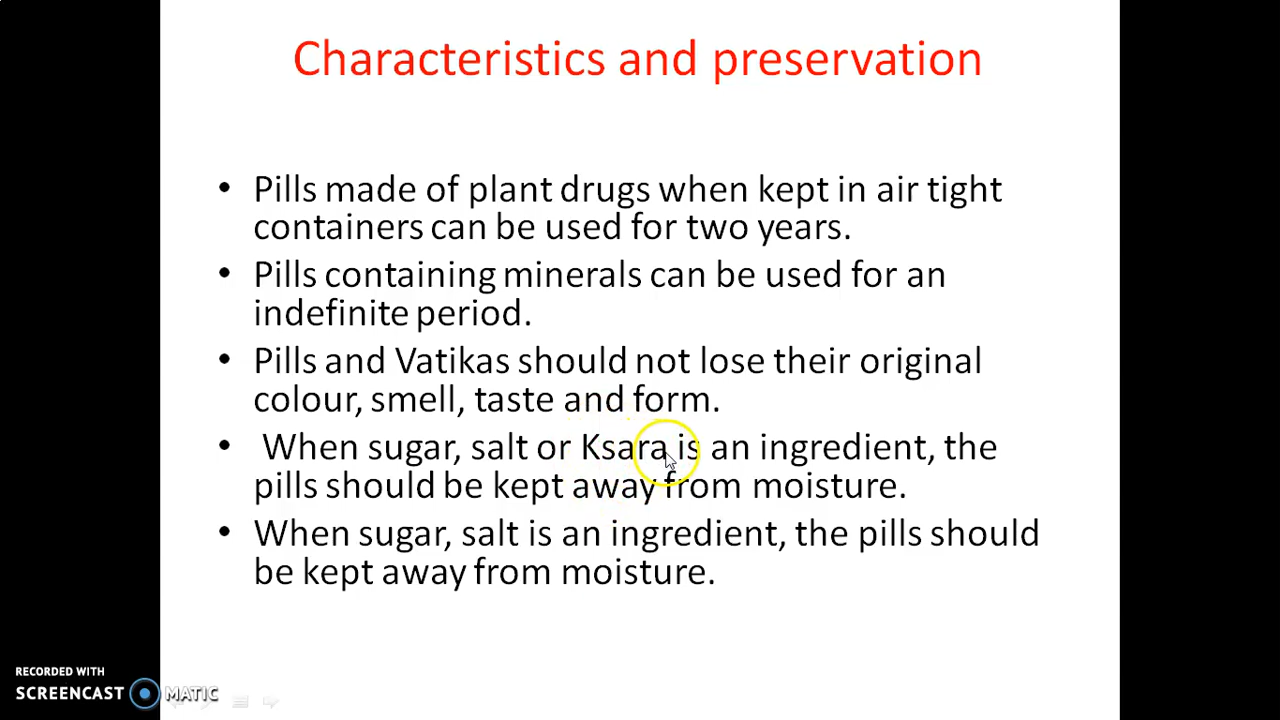 Characteristics and preservation
• Pills made of plant drugs when kept in air tight
containers can be used for two years.
• Pills containing minerals can be used for an
indefinite period.
• Pills and Vatikas should not lose their original
colour, smell, taste and form.
• When sugar, salt or Ksara is an ingredient, the
pills should be kept away from moisture.
• When sugar, salt is an ingredient, the pills should
be kept away from moisture.
RECORDED WITH
SCREENCAST MATIC